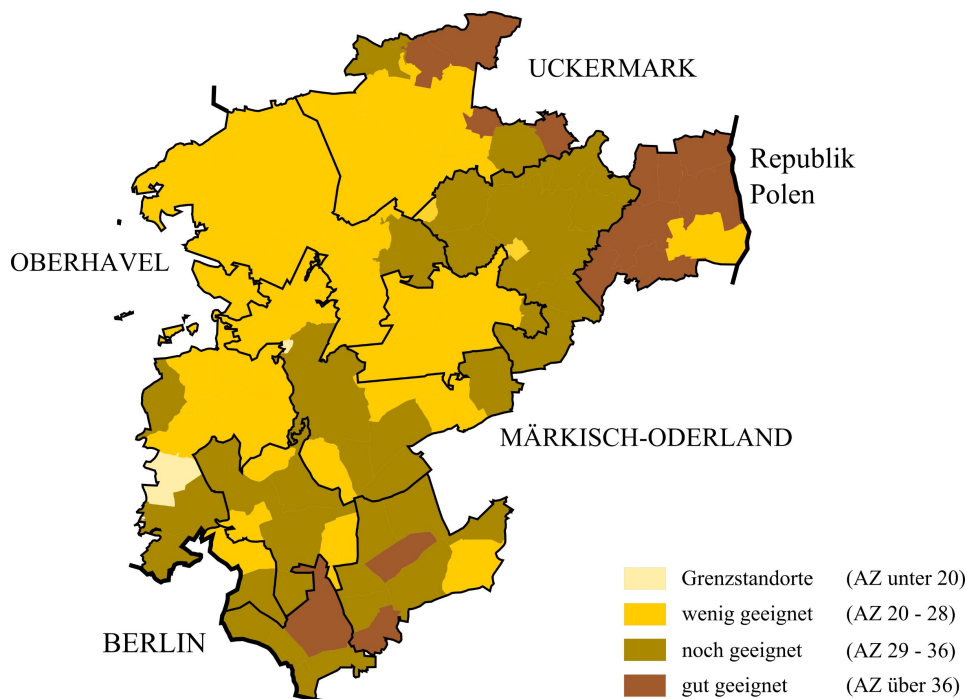 UCKERMARK
Republik
Polen
OBERHAVEL
MÄRKISCH-ODERLAND
BERLIN
Grenzstandorte (AZ unter 20)
wenig geeignet (AZ 20 - 28)
noch geeignet (AZ 29 - 36)
gut geeignet (AZ über 36)